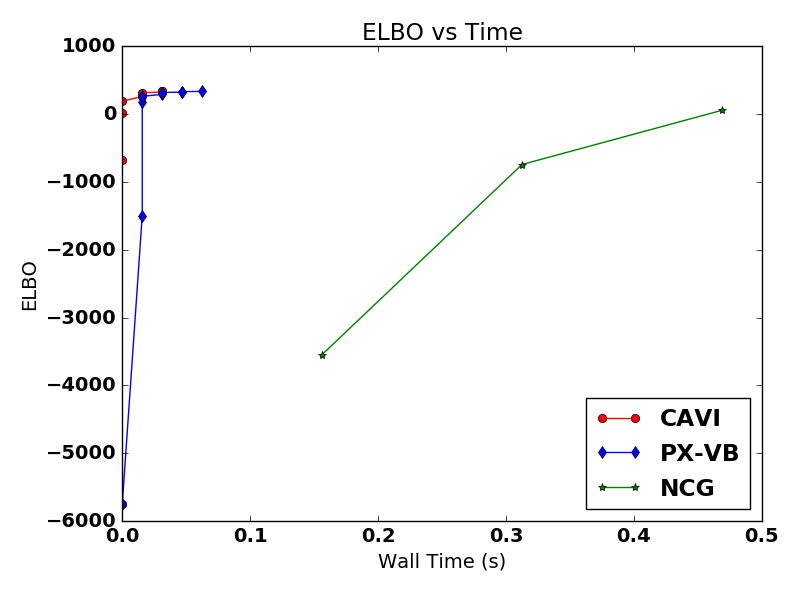 ELBO vs Time
1000
0
−1000
−2000
−3000
−4000
−5000
−6000
ELBO
0.0
0.1
0.2
0.3
0.4
0.5
Wall Time (s)
CAVI
PX-VB
NCG